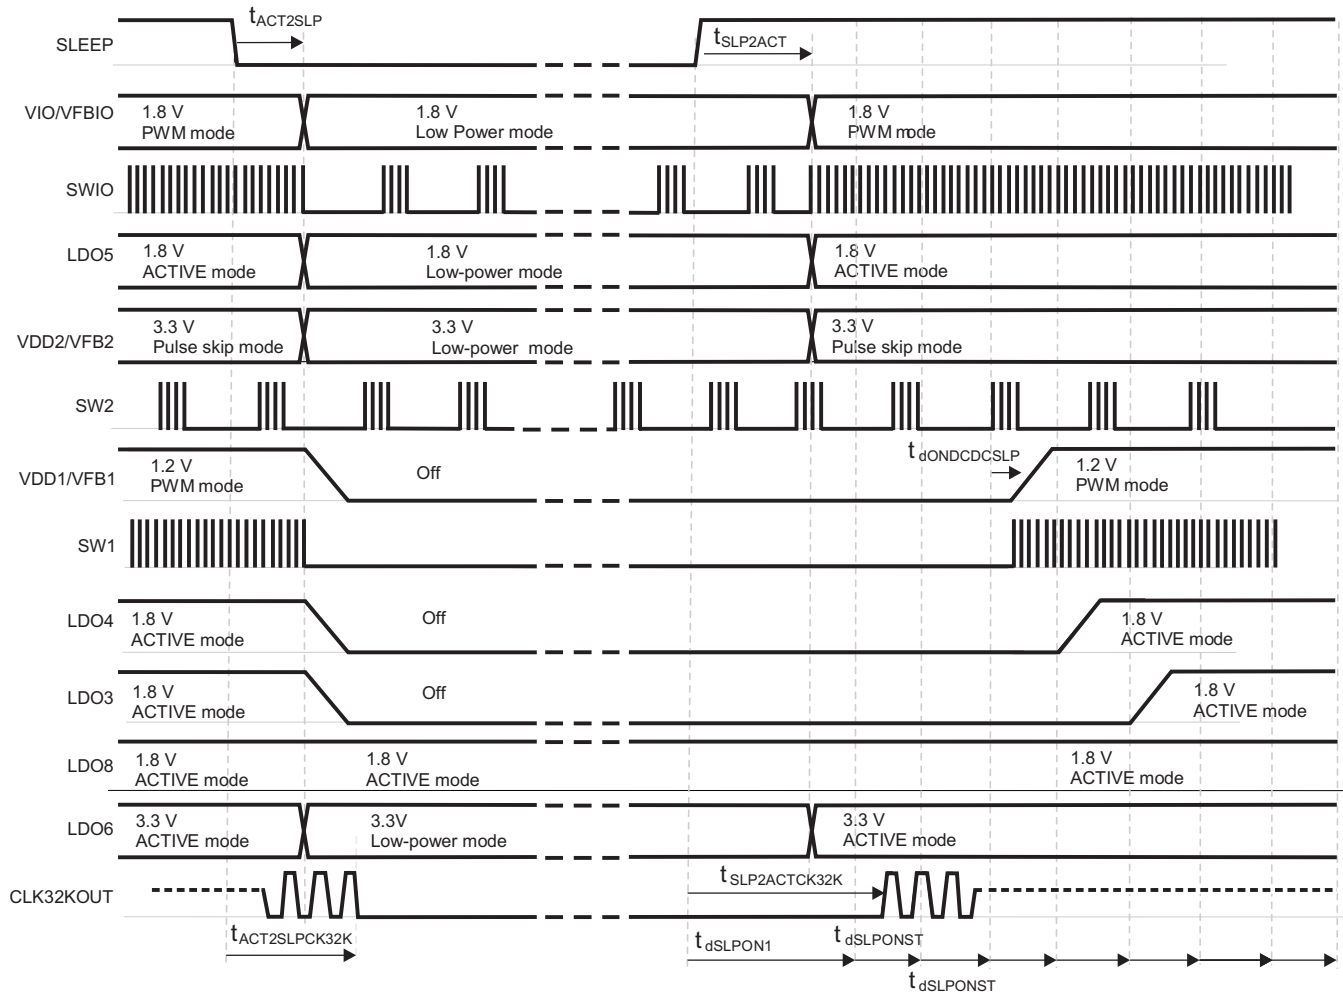 tACT2SLP
SLEEP
tSLP2ACT
VIO/VFBIO
1.8 V
PWM mode
1.8 V
Low Power mode
1.8 V
PWM mode
SWIO
LDO5
1.8 V
ACTIVE mode
1.8 V
Low-power mode
1.8 V
ACTIVE mode
VDD2/VFB2
3.3 V
Pulse skip mode
3.3 V
Low-power mode
3.3 V
Pulse skip mode
SW2
VDD1/VFB1
1.2 V
PWM mode
Off
tdONDCDCSLP
1.2 V
PWM mode
SW1
LDO4
1.8 V
ACTIVE mode
Off
1.8 V
ACTIVE mode
LDO3
1.8 V
ACTIVE mode
Off
1.8 V
ACTIVE mode
LDO8
1.8 V
ACTIVE mode
1.8 V
ACTIVE mode
1.8 V
ACTIVE mode
LDO6
3.3 V
ACTIVE mode
3.3V
Low-power mode
3.3 V
ACTIVE mode
CLK32KOUT
tSLP2ACTCK32K
tACT2SLPCK32K
tdSLPON1
tdSLPONST
tdSLPONST